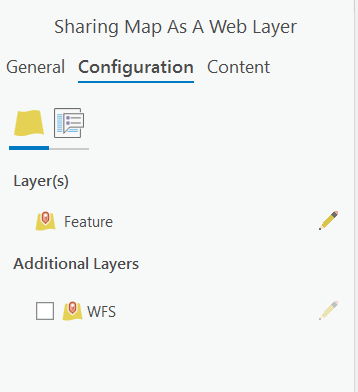 Sharing Map As A Web Layer
General Configuration Content
Layer(s)
Feature
Additional Layers
WFS